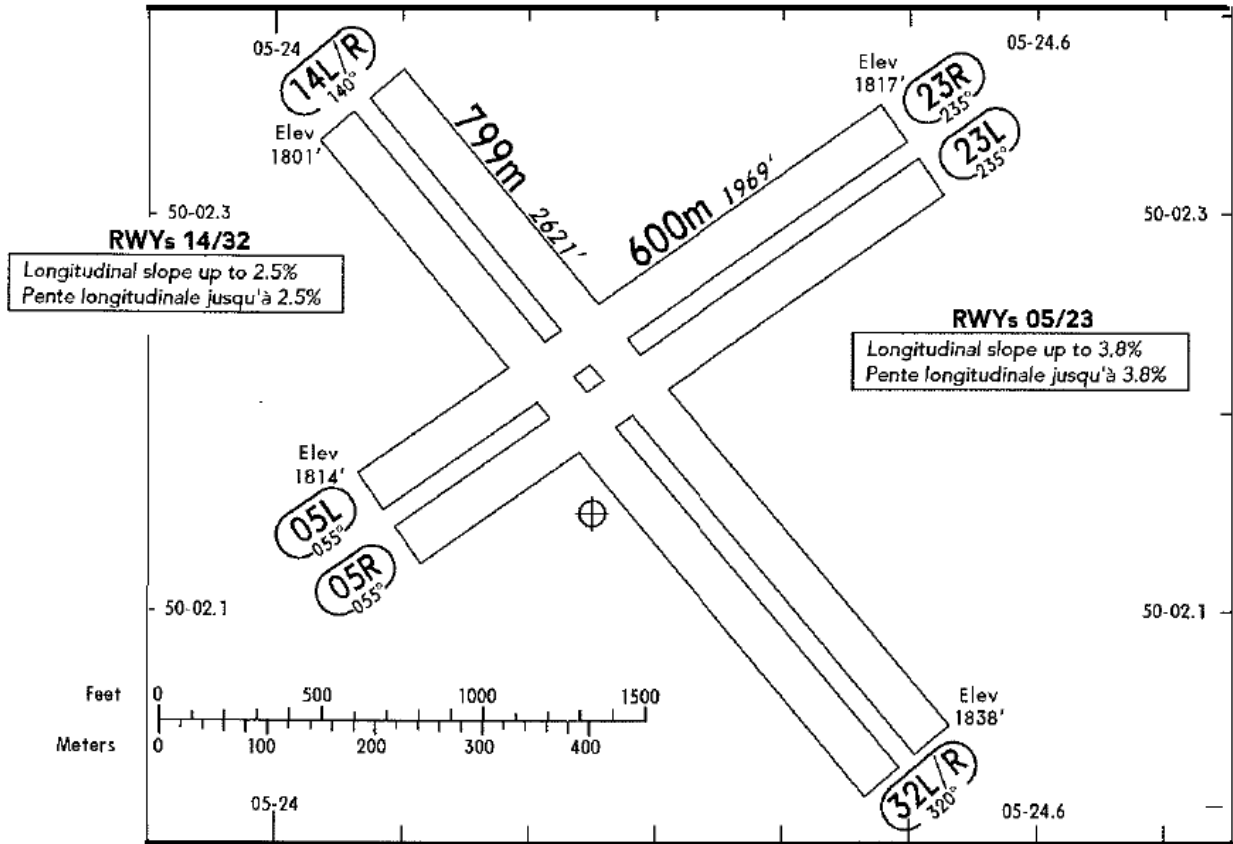 05-24
05-24.6
14L/R
140°
Elev
1801'
Elev
1817'
23R
235°
23L
235°
799m 2621'
600m 1969'
50-02.3
50-02.3
RWYs 14/32
Longitudinal slope up to 2.5%
Pente longitudinale jusqu'à 2.5%
RWYs 05/23
Longitudinal slope up to 3.8%
Pente longitudinale jusqu'à 3.8%
Elev
1814'
05L
055°
05R
055°
50-02.1
50-02.1
Feet 0 500 1000 1500
Meters 0 100 200 300 400
Elev
1838'
32L/R
320°
05-24
05-24.6